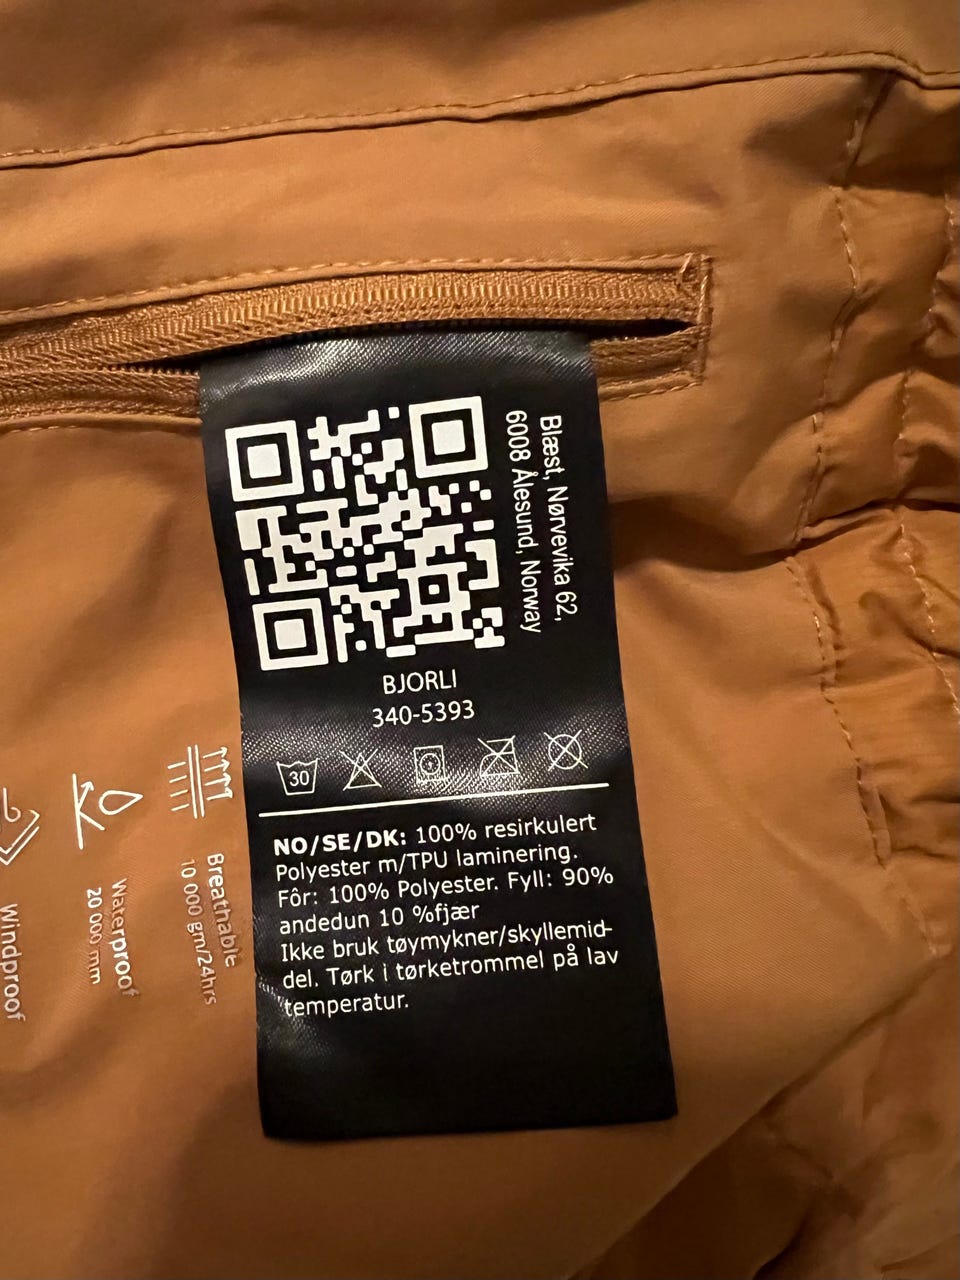 Blæst, Nørvevika 62,
6008 Ålesund, Norway
BJORLI
340-5393
30
NO/SE/DK: 100% resirkulert
Polyester m/TPU laminering.
Fôr: 100% Polyester. Fyll: 90%
andedun 10 %fjær
Ikke bruk tøymykner/skyllemid-
del. Tørk i tørketrommel på lav
temperatur.
Breathable
10 000 gm/24hrs
Waterproof
20 000 mm
Windproof